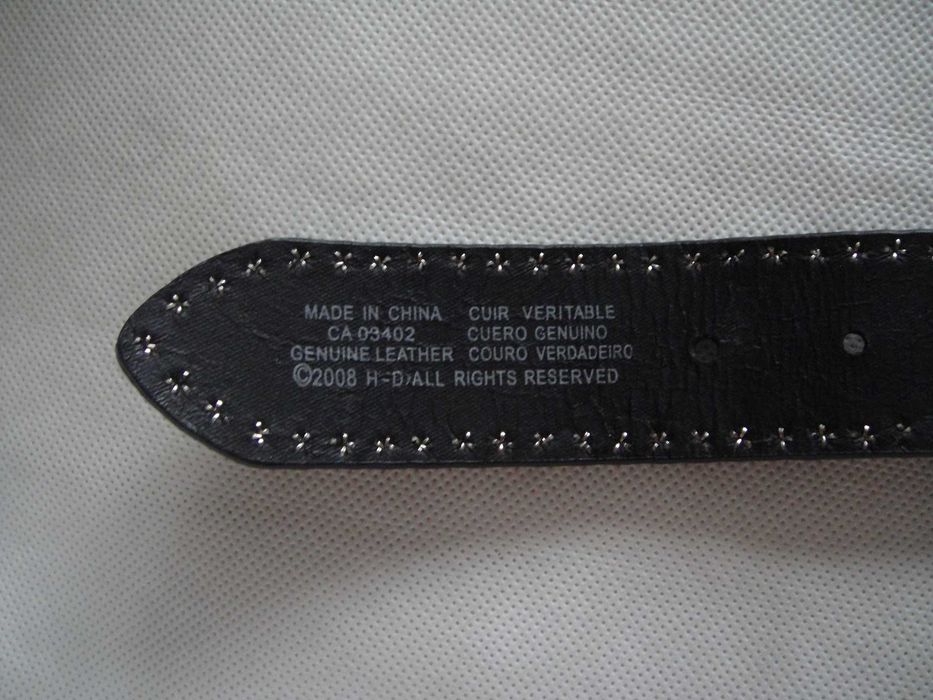 MADE IN CHINA CUIR VERITABLE
CA 03402 CUERO GENUINO
GENUINE LEATHER COURO VERDADEIRO
©2008 H-D, ALL RIGHTS RESERVED